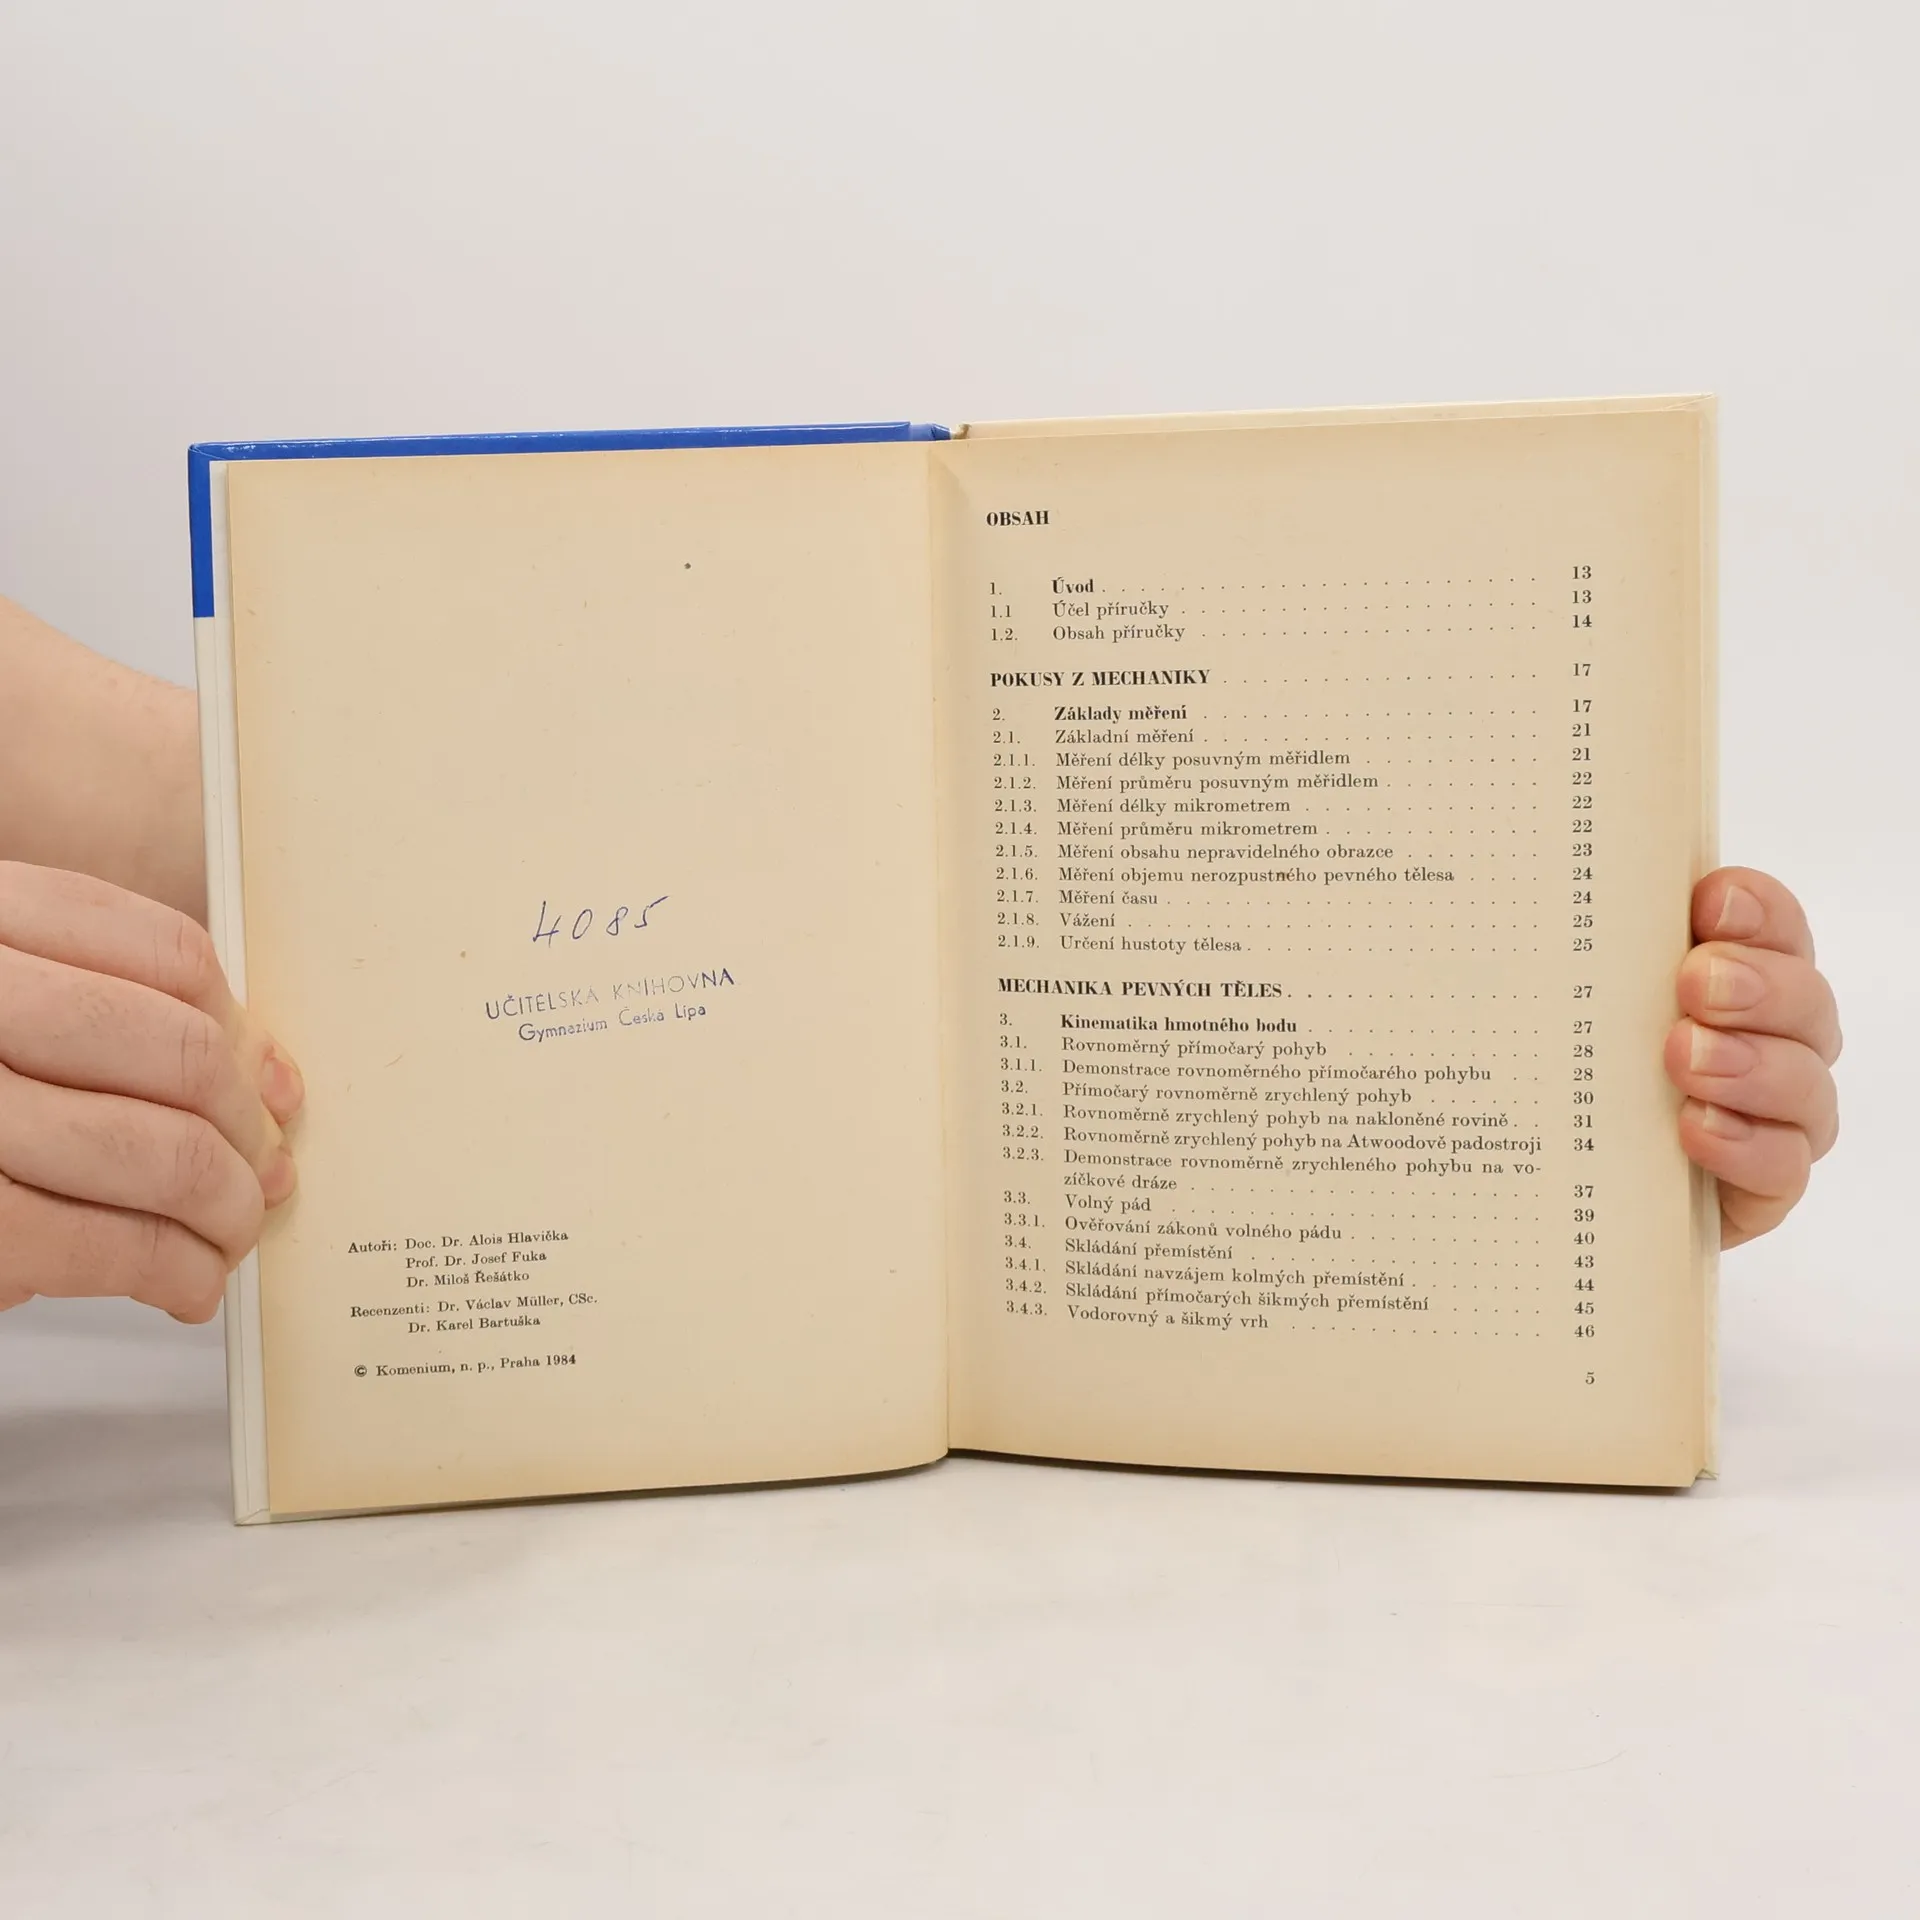 4085
UČITELSKÁ KNIHOVNA
Gymnazium Česká Lípa
Autoři: Doc. Dr. Alois Hlavička
Prof. Dr. Josef Fuka
Dr. Miloš Řešátko
Recenzenti: Dr. Václav Müller, CSc.
Dr. Karel Bartuška
© Komenium, n. p., Praha 1984
OBSAH
1. Úvod . . . . . . . . . . . . . . . . . . 13
1.1 Účel příručky . . . . . . . . . . . . . . 13
1.2. Obsah příručky . . . . . . . . . . . . . . 14
POKUSY Z MECHANIKY . . . . . . . . . . . . . 17
2. Základy měření . . . . . . . . . . . . . . 17
2.1. Základní měření . . . . . . . . . . . . . . 21
2.1.1. Měření délky posuvným měřidlem . . . . . . . 21
2.1.2. Měření průměru posuvným měřidlem . . . . . . 22
2.1.3. Měření délky mikrometrem . . . . . . . . . 22
2.1.4. Měření průměru mikrometrem . . . . . . . . 22
2.1.5. Měření obsahu nepravidelného obrazce . . . . . 23
2.1.6. Měření objemu nerozpustného pevného tělesa . . . . 24
2.1.7. Měření času . . . . . . . . . . . . . . . 24
2.1.8. Vážení . . . . . . . . . . . . . . . . . 25
2.1.9. Určení hustoty tělesa . . . . . . . . . . . . 25
MECHANIKA PEVNÝCH TĚLES . . . . . . . . . . 27
3. Kinematika hmotného bodu . . . . . . . . . 27
3.1. Rovnoměrný přímočarý pohyb . . . . . . . . 28
3.1.1. Demonstrace rovnoměrného přímočarého pohybu . . 28
3.2. Přímočarý rovnoměrně zrychlený pohyb . . . . . 30
3.2.1. Rovnoměrně zrychlený pohyb na nakloněné rovině . . 31
3.2.2. Rovnoměrně zrychlený pohyb na Atwoodově padostroji 34
3.2.3. Demonstrace rovnoměrně zrychleného pohybu na vo-
zíčkové dráze . . . . . . . . . . . . . . 37
3.3. Volný pád . . . . . . . . . . . . . . . . 39
3.3.1. Ověřování zákonů volného pádu . . . . . . . . 40
3.4. Skládání přemístění . . . . . . . . . . . . 43
3.4.1. Skládání navzájem kolmých přemístění . . . . . . 44
3.4.2. Skládání přímočarých šikmých přemístění . . . . . 45
3.4.3. Vodorovný a šikmý vrh . . . . . . . . . . . 46
5